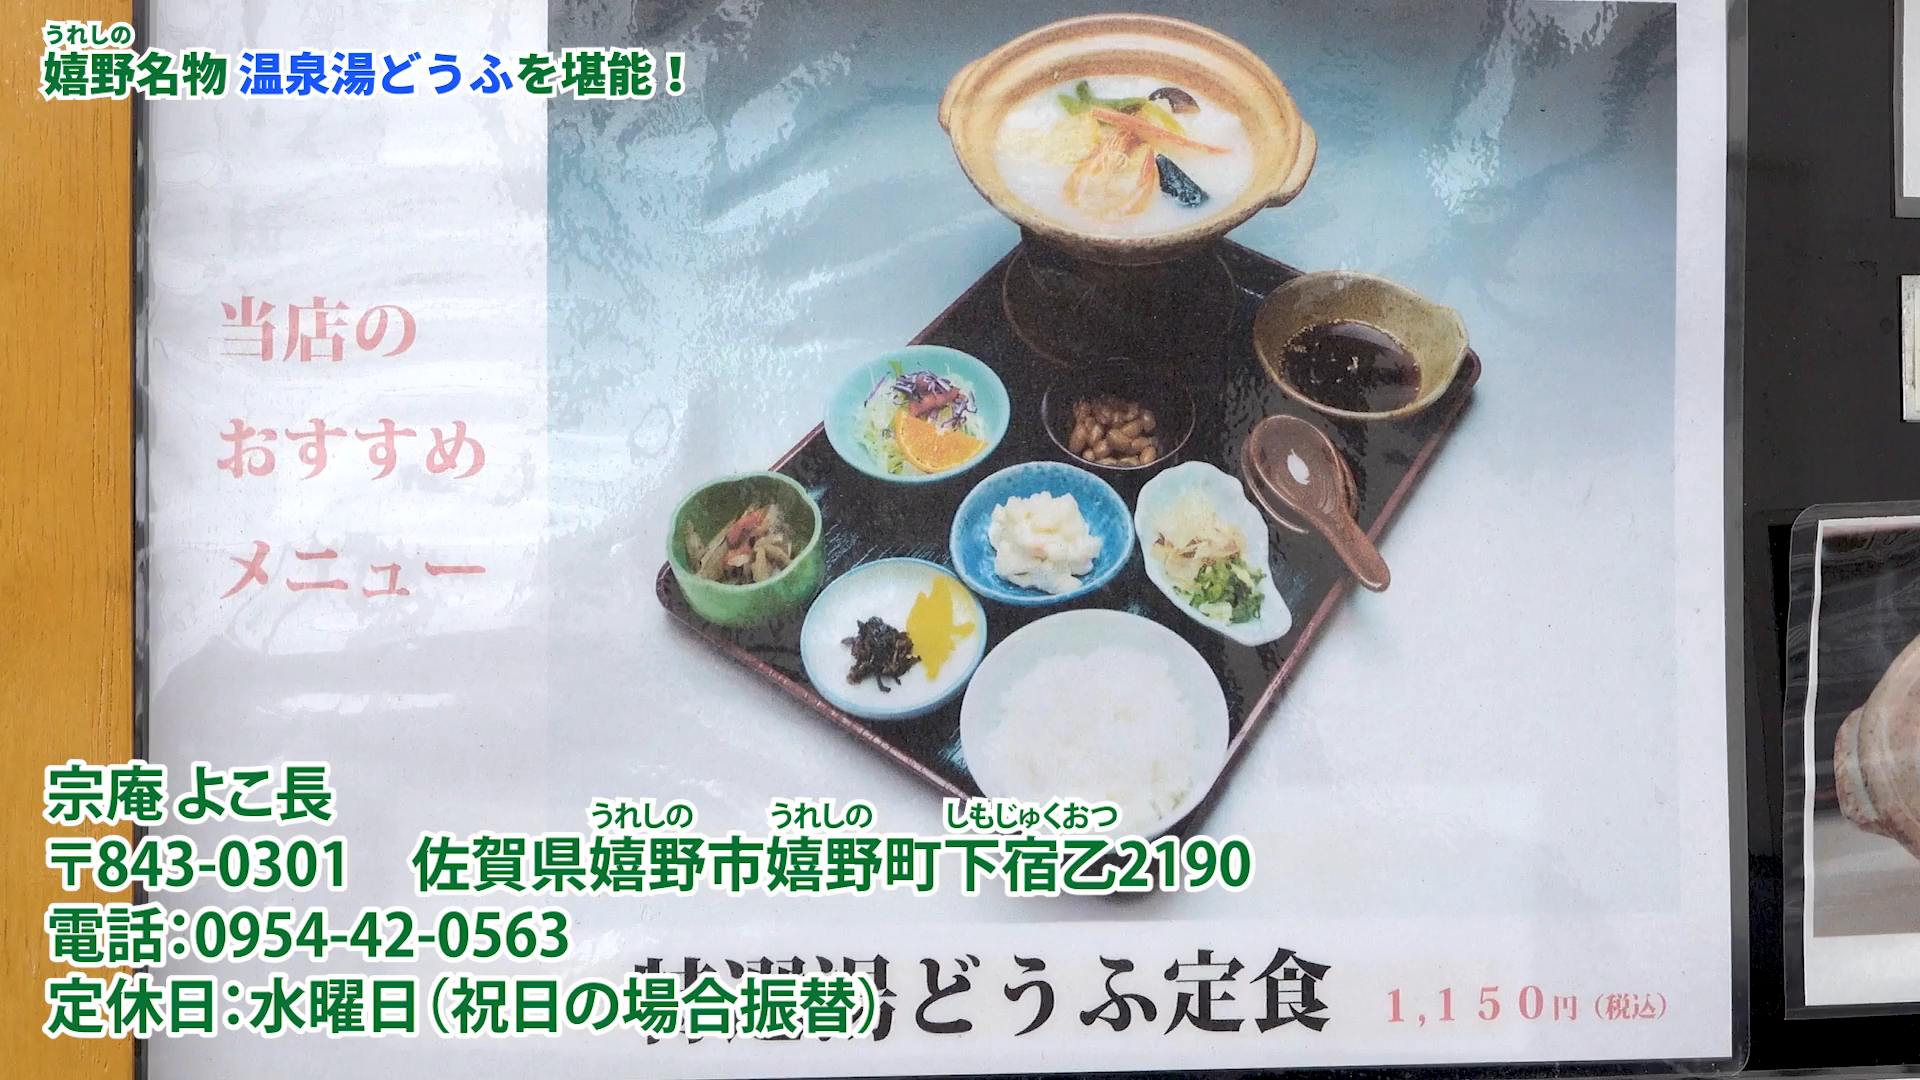 うれしの
嬉野名物 温泉湯どうふを堪能！
当店の
おすすめ
メニュー
宗庵 よこ長
うれしの うれしの しもじゅくおつ
〒843-0301 佐賀県嬉野市嬉野町下宿乙2190
電話：0954-42-0563
定休日：水曜日（祝日の場合振替）
特選湯どうふ定食 1,150円（税込）